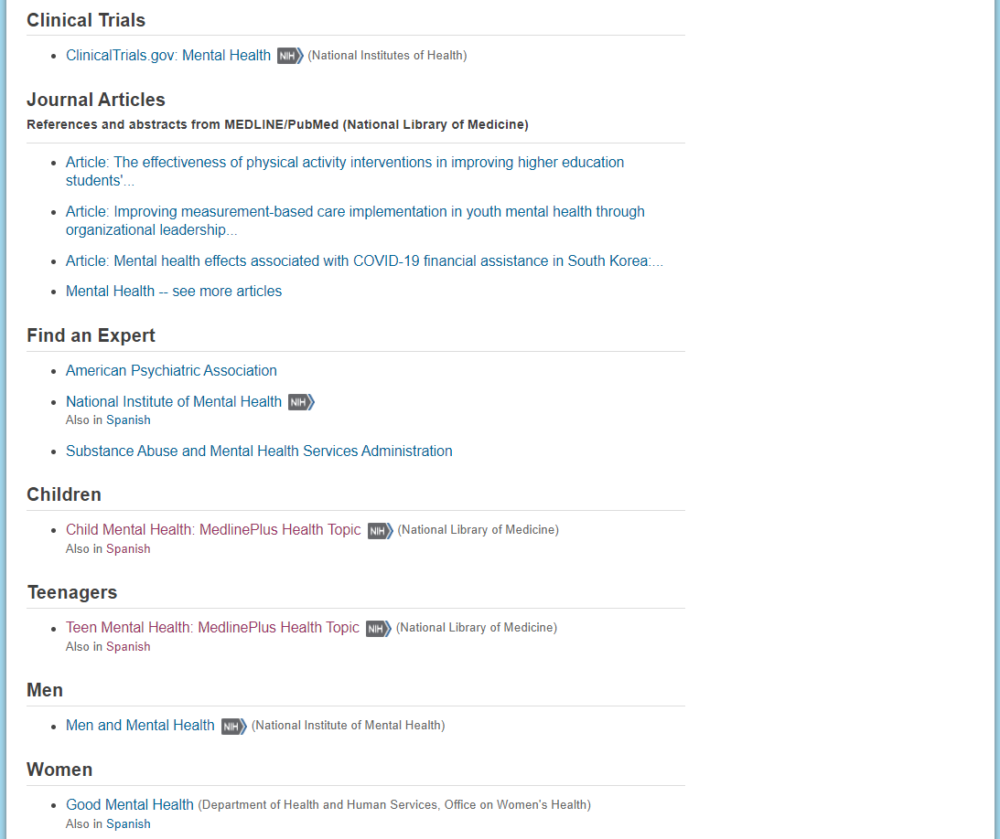 Clinical Trials
ClinicalTrials.gov: Mental Health NIH (National Institutes of Health)
Journal Articles
References and abstracts from MEDLINE/PubMed (National Library of Medicine)
Article: The effectiveness of physical activity interventions in improving higher education
students'...
Article: Improving measurement-based care implementation in youth mental health through
organizational leadership...
Article: Mental health effects associated with COVID-19 financial assistance in South Korea:...
Mental Health -- see more articles
Find an Expert
American Psychiatric Association
National Institute of Mental Health NIH
Also in Spanish
Substance Abuse and Mental Health Services Administration
Children
Child Mental Health: MedlinePlus Health Topic NIH (National Library of Medicine)
Also in Spanish
Teenagers
Teen Mental Health: MedlinePlus Health Topic NIH (National Library of Medicine)
Also in Spanish
Men
Men and Mental Health NIH (National Institute of Mental Health)
Women
Good Mental Health (Department of Health and Human Services, Office on Women's Health)
Also in Spanish